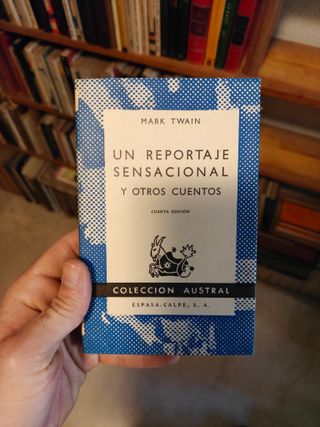 MARK TWAIN
UN REPORTAJE
SENSACIONAL
Y OTROS CUENTOS
CUARTA EDICIÓN
COLECCION AUSTRAL
ESPASA-CALPE, S. A.